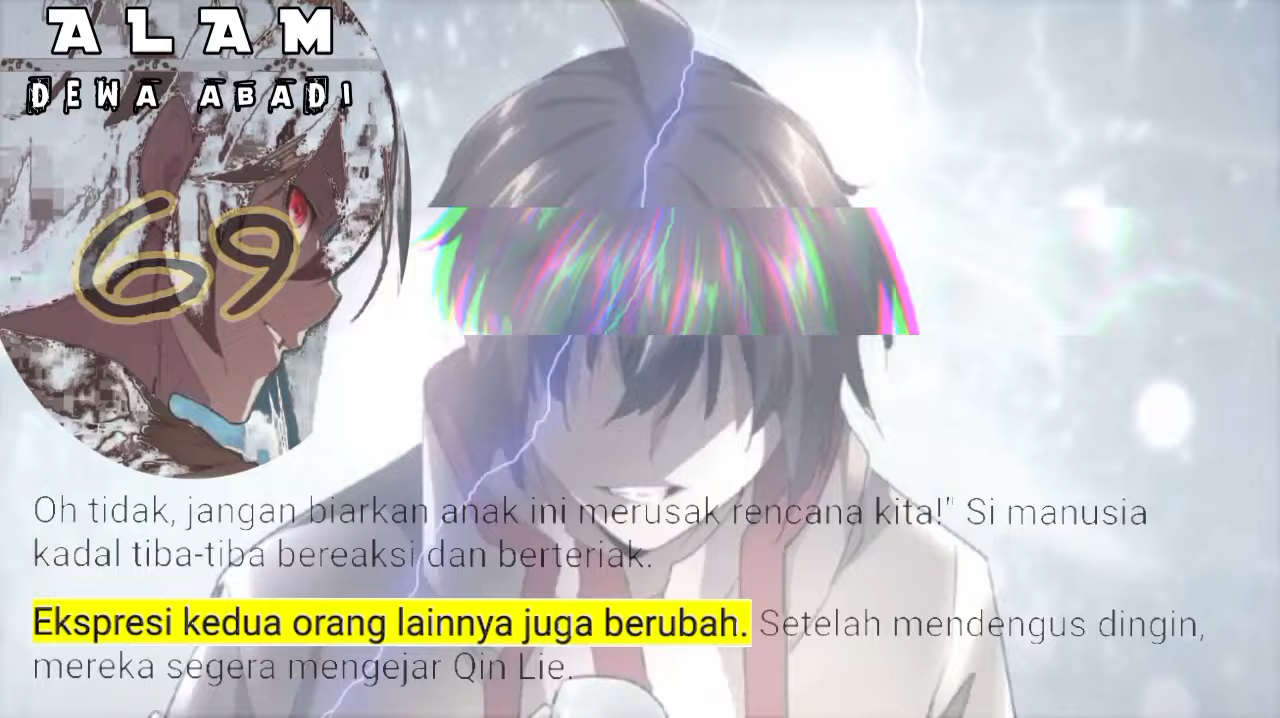 ALAM
DEWA ABADI
69
Oh tidak, jangan biarkan anak ini merusak rencana kita!" Si manusia
kadal tiba-tiba bereaksi dan berteriak.
Ekspresi kedua orang lainnya juga berubah. Setelah mendengus dingin,
mereka segera mengejar Qin Lie.